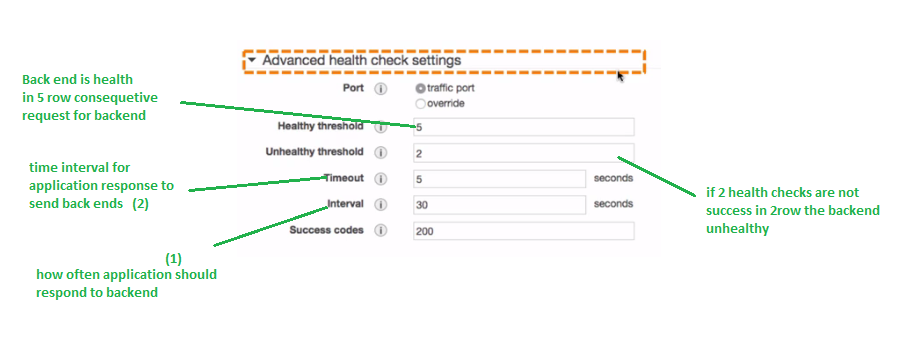 Advanced health check settings
Back end is health
in 5 row consequetive
request for backend
Port
traffic port
override
Healthy threshold
5
Unhealthy threshold
2
time interval for
application response to
send back ends (2)
Timeout
5
seconds
Interval
30
seconds
Success codes
200
if 2 health checks are not
success in 2row the backend
unhealthy
(1)
how often application should
respond to backend